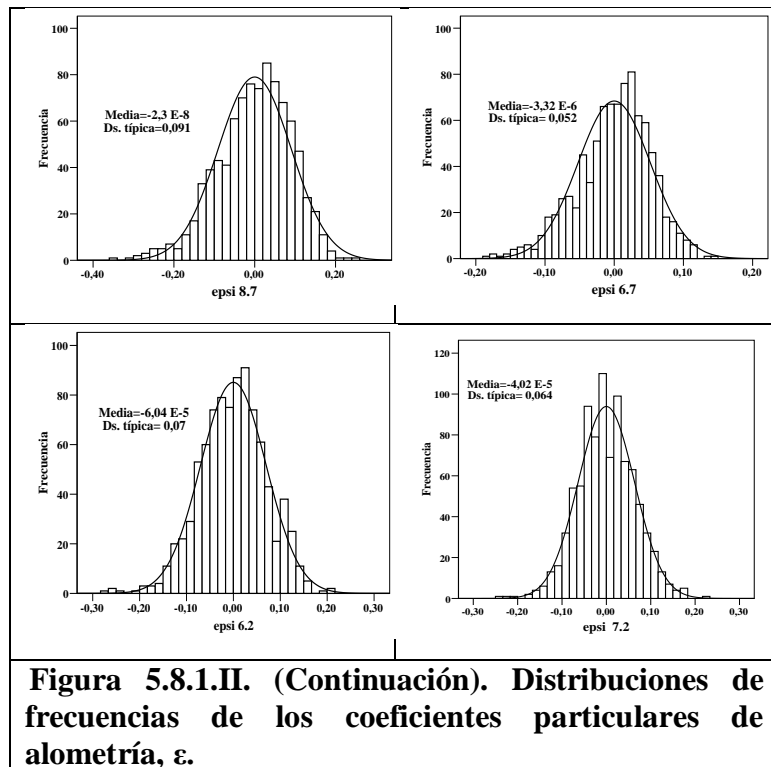 100
80
60
40
20
0
Frecuencia
Media=-2,3 E-8
Ds. típica=0,091
-0,40 -0,20 0,00 0,20
epsi 8.7
100
80
60
40
20
0
Frecuencia
Media=-3,32 E-6
Ds. típica= 0,052
-0,20 -0,10 0,00 0,10 0,20
epsi 6.7
100
80
60
40
20
0
Frecuencia
Media=-6,04 E-5
Ds. típica= 0,07
-0,30 -0,20 -0,10 0,00 0,10 0,20 0,30
epsi 6.2
120
100
80
60
40
20
0
Frecuencia
Media=-4,02 E-5
Ds. típica= 0,064
-0,30 -0,20 -0,10 0,00 0,10 0,20 0,30
epsi 7.2
Figura 5.8.1.II. (Continuación). Distribuciones de
frecuencias de los coeficientes particulares de
alometría, ε.